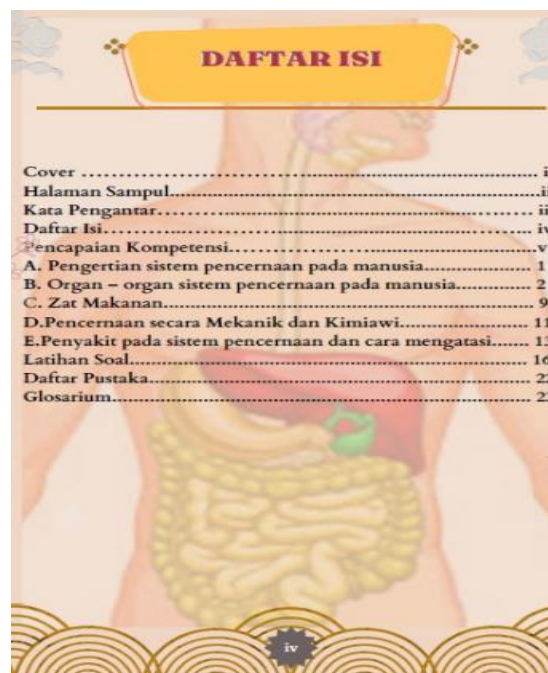 DAFTAR ISI
Cover ................................................................ i
Halaman Sampul................................................................ii
Kata Pengantar................................................................ ii
Daftar Isi................................................................ iv
Pencapaian Kompetensi................................................................v
A. Pengertian sistem pencernaan pada manusia.................... 1
B. Organ – organ sistem pencernaan pada manusia.............. 2
C. Zat Makanan................................................................ 9
D.Pencernaan secara Mekanik dan Kimiawi........................ 11
E.Penyakit pada sistem pencernaan dan cara mengatasi....... 13
Latihan Soal................................................................ 16
Daftar Pustaka................................................................
Glosarium................................................................
iv